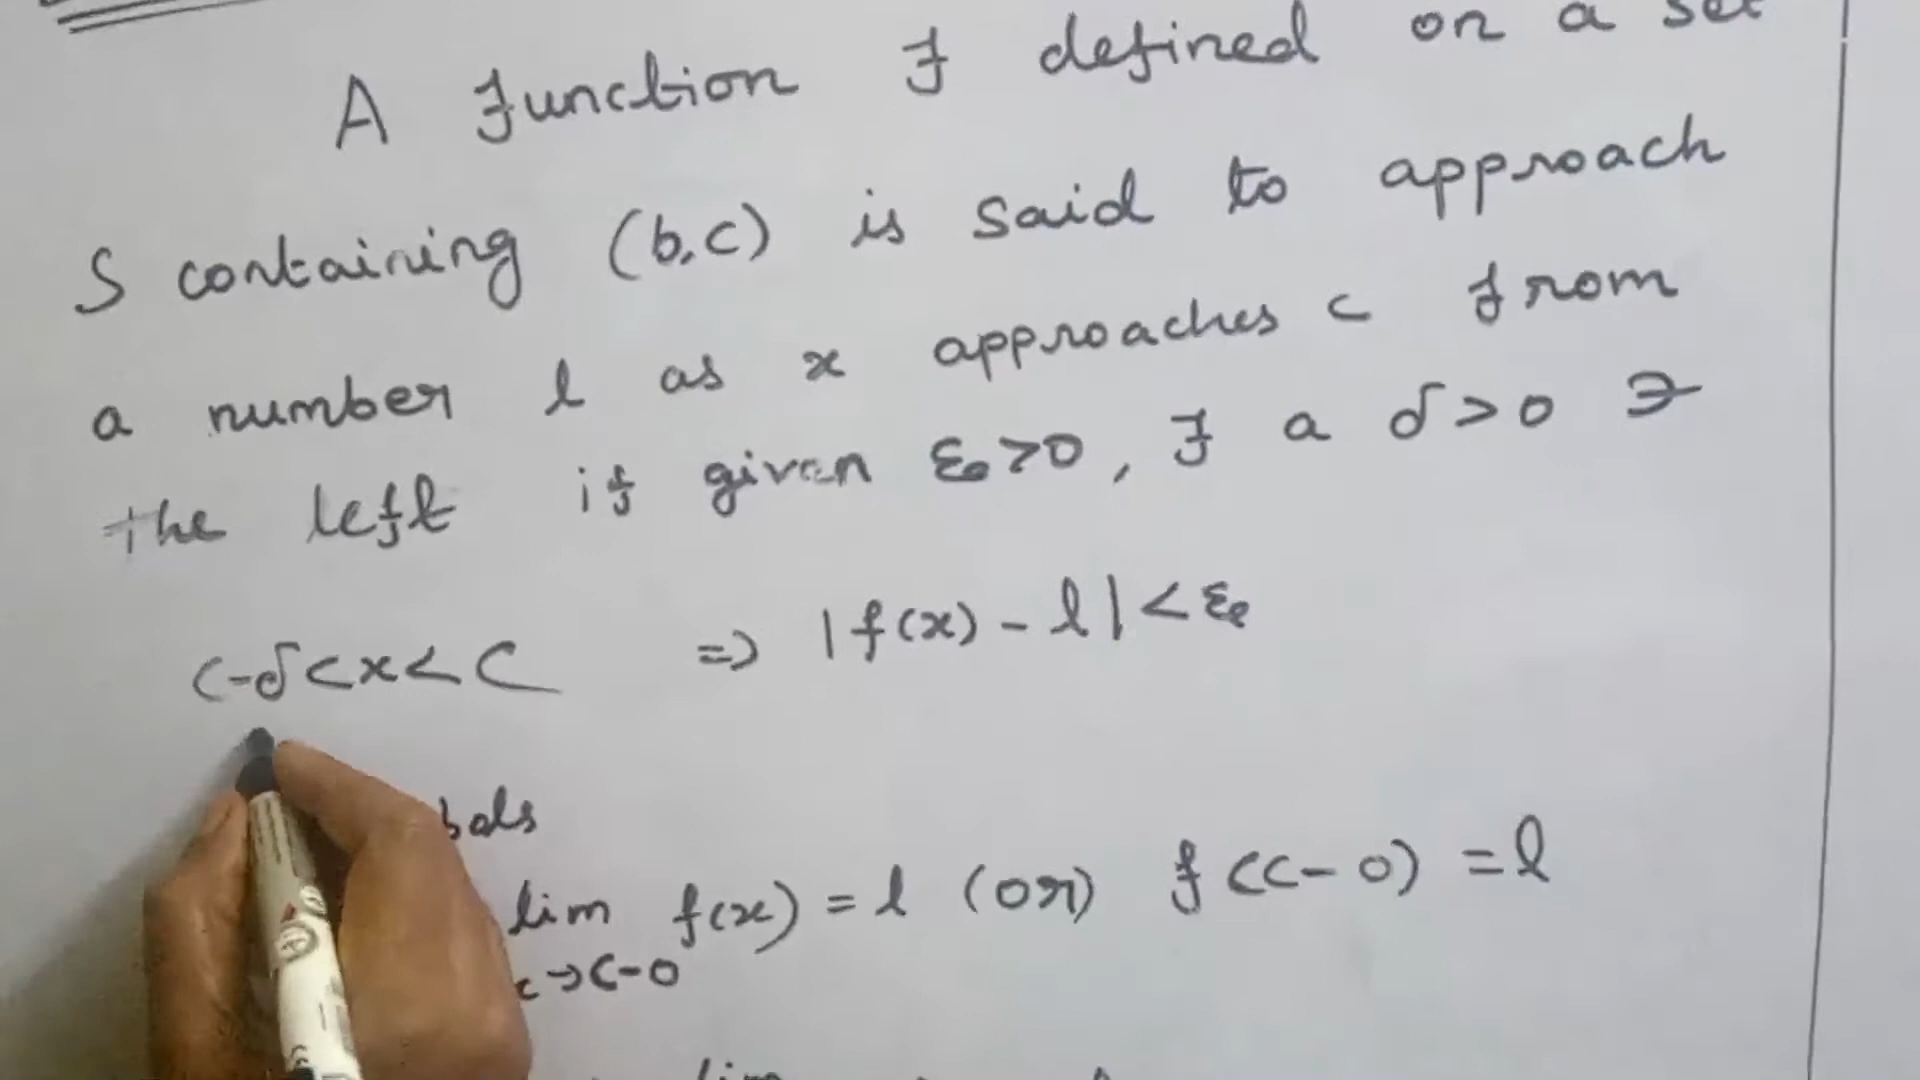 A function f defined on a set
S containing (b,c) is said to approach
a number l as x approaches c from
the left if given ε>0, ∃ a δ>0 ∋
c-δ<x<c ⇒ |f(x) - l| < ε
lim f(x) = l (or) f(c-0) = l
x→c-0
lim